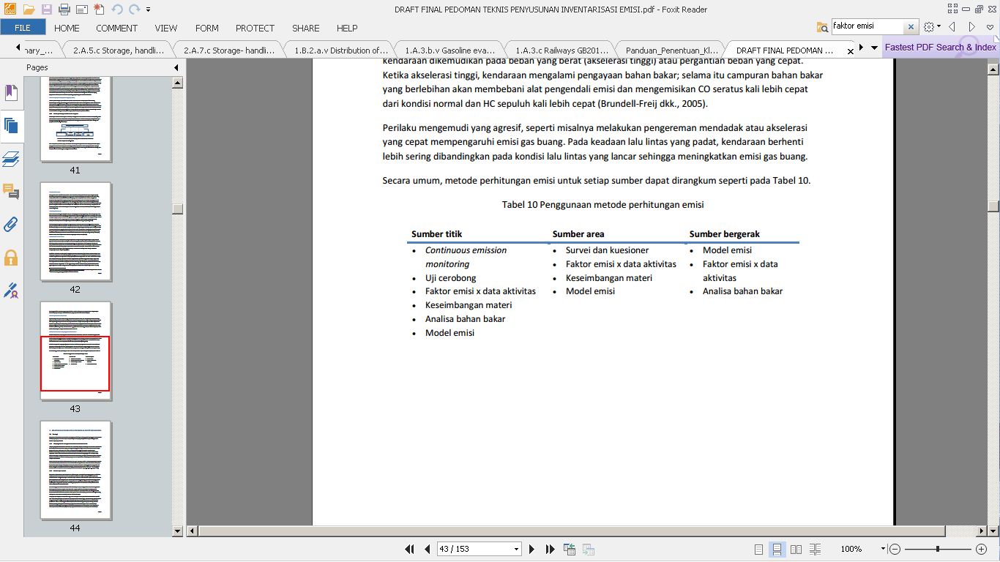 DRAFT FINAL PEDOMAN TEKNIS PENYUSUNAN INVENTARISASI EMISI.pdf - Foxit Reader
FILE HOME COMMENT VIEW FORM PROTECT SHARE HELP
faktor emisi
nary_... 2.A.5.c Storage, handli... 2.A.7.c Storage- handli... 1.B.2.a.v Distribution of... 1.A.3.b.v Gasoline eva... 1.A.3.c Railways GB201... Panduan_Penentuan_Kl... DRAFT FINAL PEDOMAN ...
Fastest PDF Search & Index
Pages
41
42
43
44
kendaraan dikemudikan pada beban yang berat (akselerasi tinggi) atau pergantian beban yang cepat.
Ketika akselerasi tinggi, kendaraan mengalami pengayaan bahan bakar; selama itu campuran bahan bakar
yang berlebihan akan membebani alat pengendali emisi dan mengemisikan CO seratus kali lebih cepat
dari kondisi normal dan HC sepuluh kali lebih cepat (Brundell-Freij dkk., 2005).
Perilaku mengemudi yang agresif, seperti misalnya melakukan pengereman mendadak atau akselerasi
yang cepat mempengaruhi emisi gas buang. Pada keadaan lalu lintas yang padat, kendaraan berhenti
lebih sering dibandingkan pada kondisi lalu lintas yang lancar sehingga meningkatkan emisi gas buang.
Secara umum, metode perhitungan emisi untuk setiap sumber dapat dirangkum seperti pada Tabel 10.
Tabel 10 Penggunaan metode perhitungan emisi
Sumber titik
• Continuous emission
monitoring
• Uji cerobong
• Faktor emisi x data aktivitas
• Keseimbangan materi
• Analisa bahan bakar
• Model emisi
Sumber area
• Survei dan kuesioner
• Faktor emisi x data aktivitas
• Keseimbangan materi
• Model emisi
Sumber bergerak
• Model emisi
• Faktor emisi x data
aktivitas
• Analisa bahan bakar
43 / 153
100%